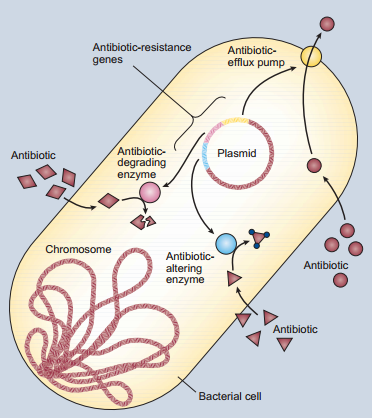 Antibiotic-resistance
genes
Antibiotic-
efflux pump
Antibiotic
Antibiotic-
degrading
enzyme
Plasmid
Chromosome
Antibiotic-
altering
enzyme
Antibiotic
Antibiotic
Bacterial cell